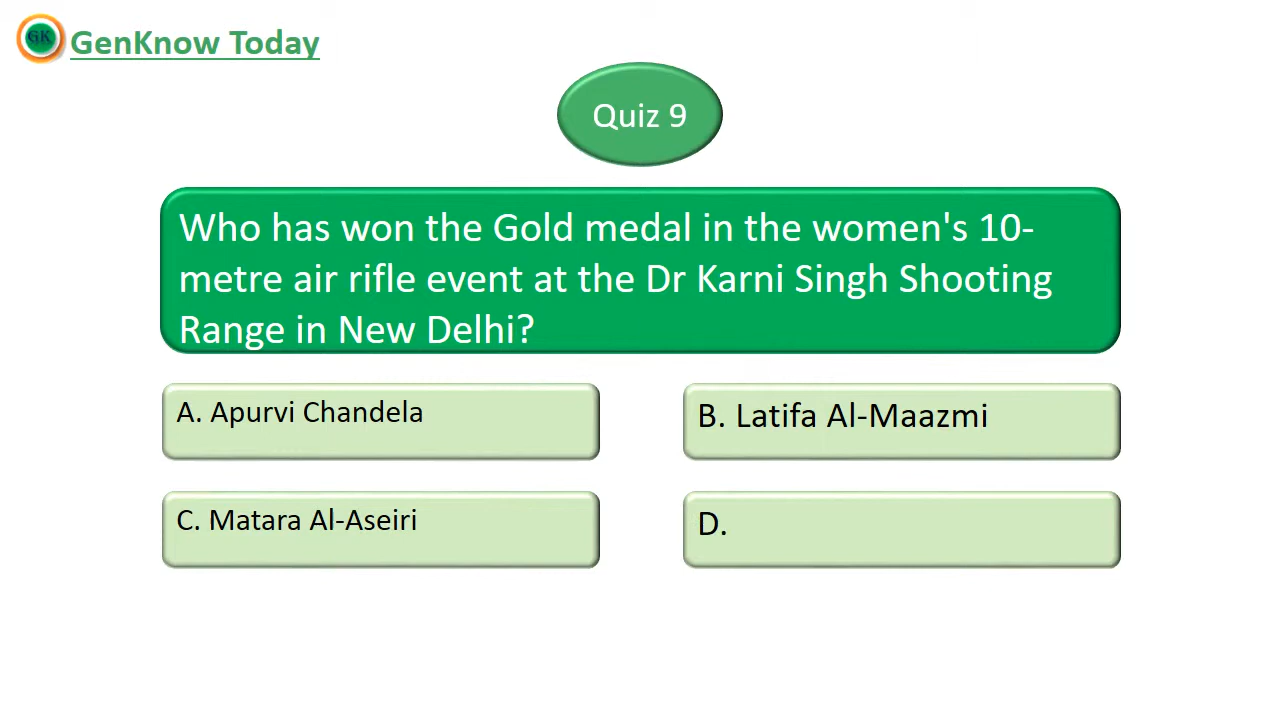 GK
GenKnow Today
Quiz 9
Who has won the Gold medal in the women's 10-
metre air rifle event at the Dr Karni Singh Shooting
Range in New Delhi?
A. Apurvi Chandela
B. Latifa Al-Maazmi
C. Matara Al-Aseiri
D.